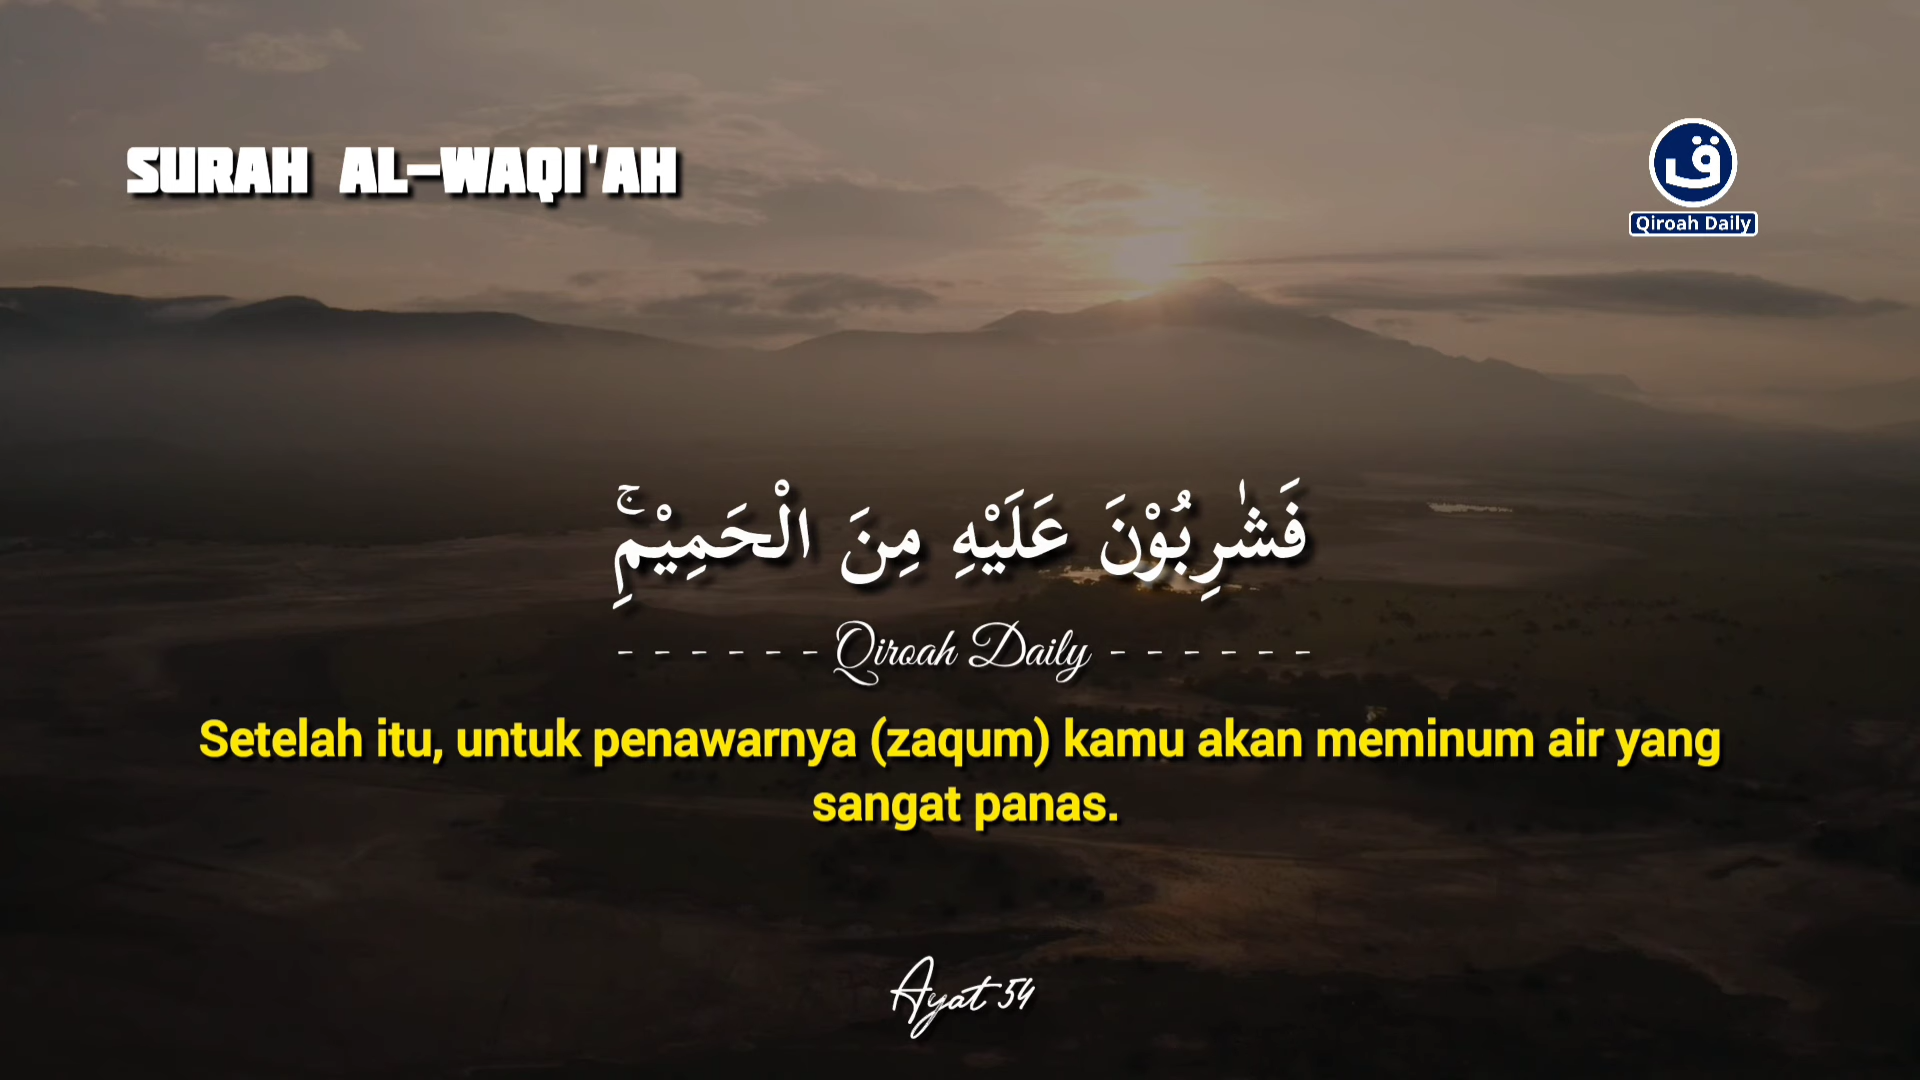 SURAH AL-WAQI'AH
ق
Qiroah Daily
فَشٰرِبُوْنَ عَلَيْهِ مِنَ الْحَمِيْمِۚ
- - - - - - Qiroah Daily - - - - - -
Setelah itu, untuk penawarnya (zaqum) kamu akan meminum air yang
sangat panas.
Ayat 54